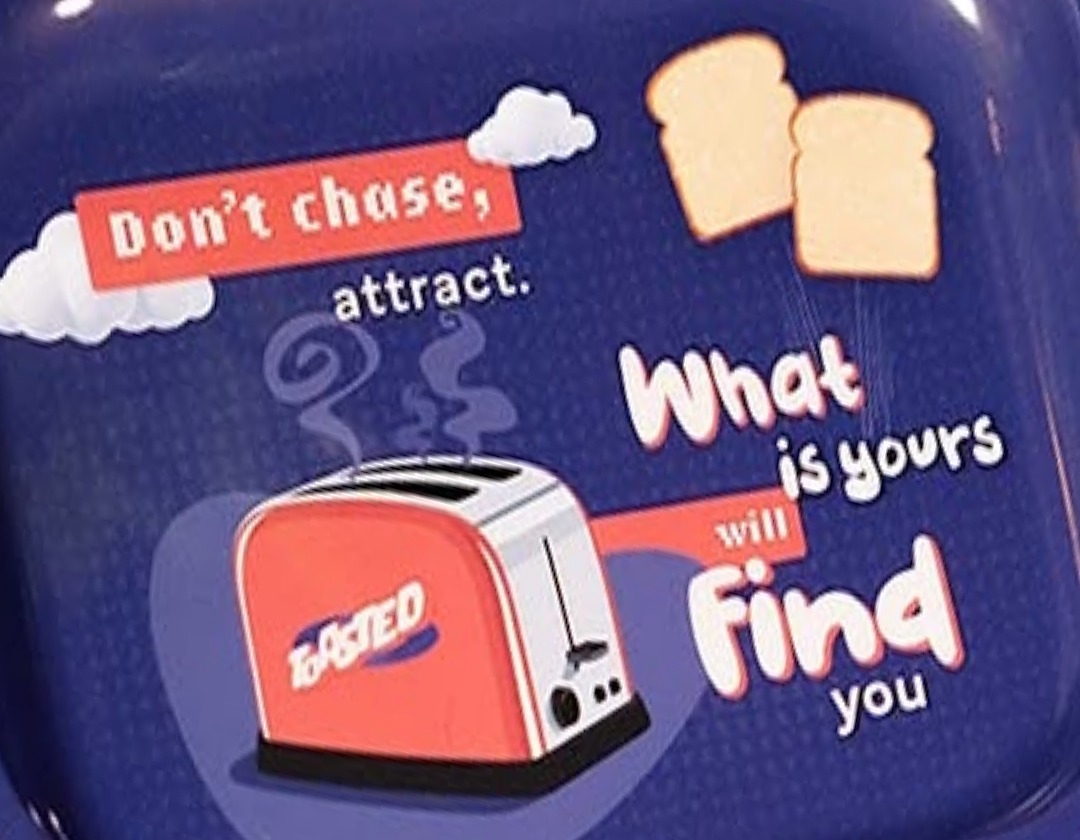 Don't chase,
attract.
What
is yours
will
Find
you
TOASTED